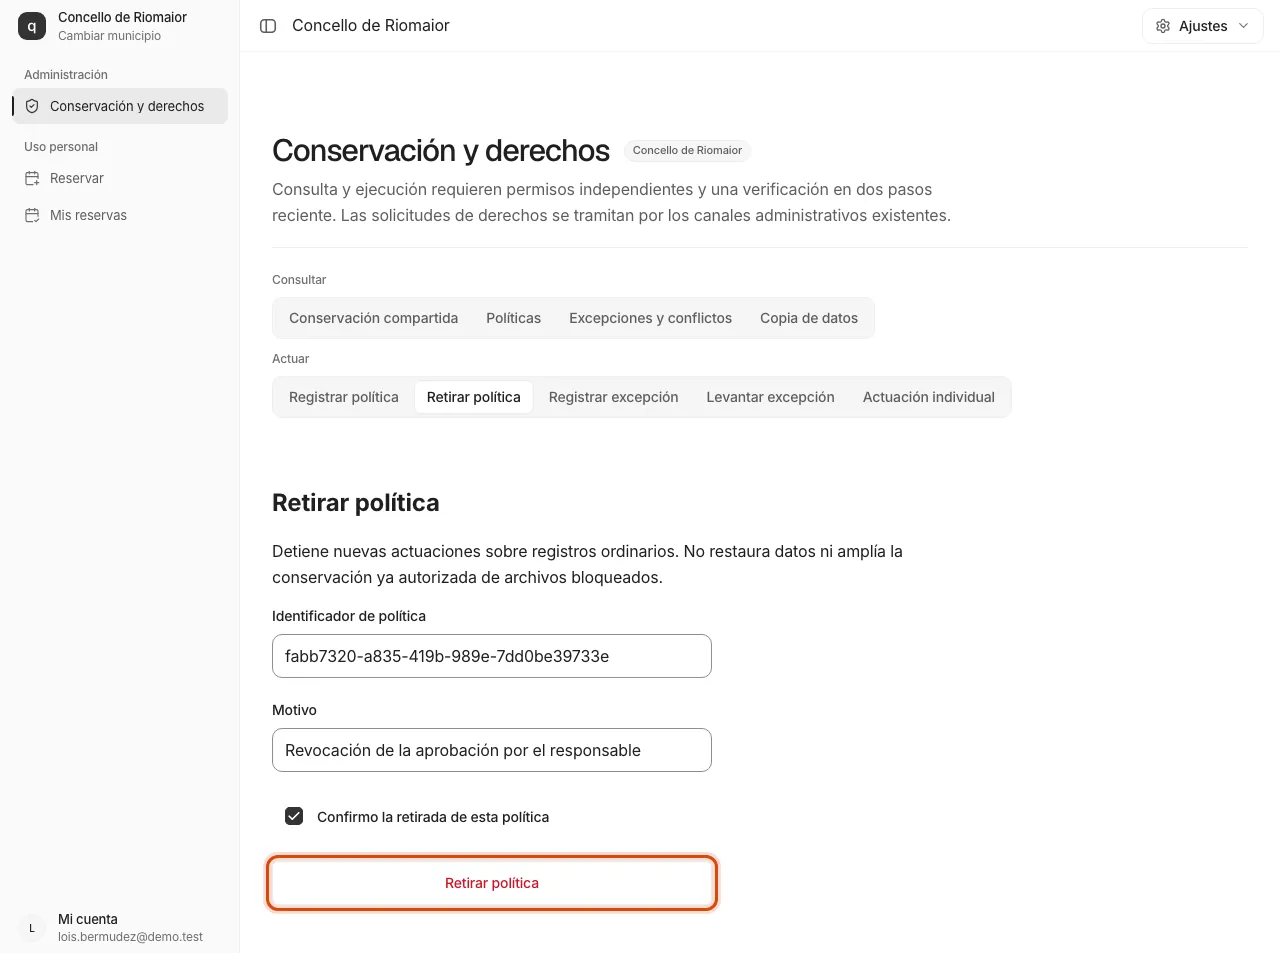 q
Concello de Riomaior
Cambiar municipio
Administración
Conservación y derechos
Uso personal
Reservar
Mis reservas
L
Mi cuenta
lois.bermudez@demo.test
Concello de Riomaior
Ajustes
Conservación y derechos
Concello de Riomaior
Consulta y ejecución requieren permisos independientes y una verificación en dos pasos
reciente. Las solicitudes de derechos se tramitan por los canales administrativos existentes.
Consultar
Conservación compartida
Políticas
Excepciones y conflictos
Copia de datos
Actuar
Registrar política
Retirar política
Registrar excepción
Levantar excepción
Actuación individual
Retirar política
Detiene nuevas actuaciones sobre registros ordinarios. No restaura datos ni amplía la
conservación ya autorizada de archivos bloqueados.
Identificador de política
fabb7320-a835-419b-989e-7dd0be39733e
Motivo
Revocación de la aprobación por el responsable
Confirmo la retirada de esta política
Retirar política